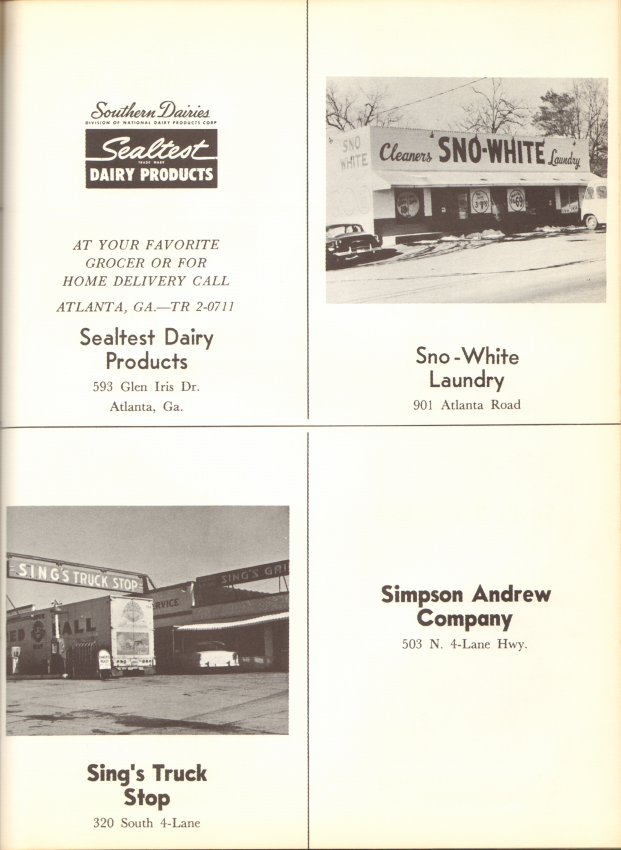 Southern Dairies
DIVISION OF NATIONAL DAIRY PRODUCTS CORP
Sealtest
TRADE MARK
DAIRY PRODUCTS
AT YOUR FAVORITE
GROCER OR FOR
HOME DELIVERY CALL
ATLANTA, GA.—TR 2-0711
Sealtest Dairy
Products
593 Glen Iris Dr.
Atlanta, Ga.
SNO
WHITE
Cleaners SNO-WHITE Laundry
Sno-White
Laundry
901 Atlanta Road
SING'S TRUCK STOP
SING'S
SERVICE
ALL
Sing's Truck
Stop
320 South 4-Lane
Simpson Andrew
Company
503 N. 4-Lane Hwy.